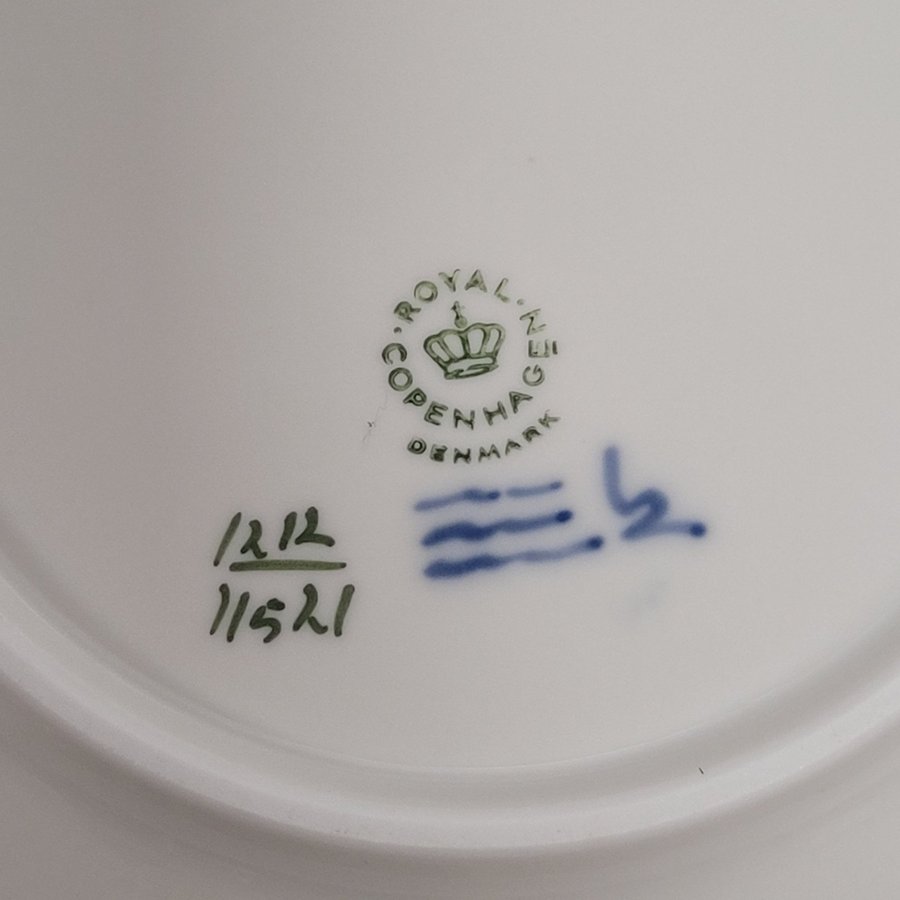 ·ROYAL·
COPENHAGEN
DENMARK
1212
11521